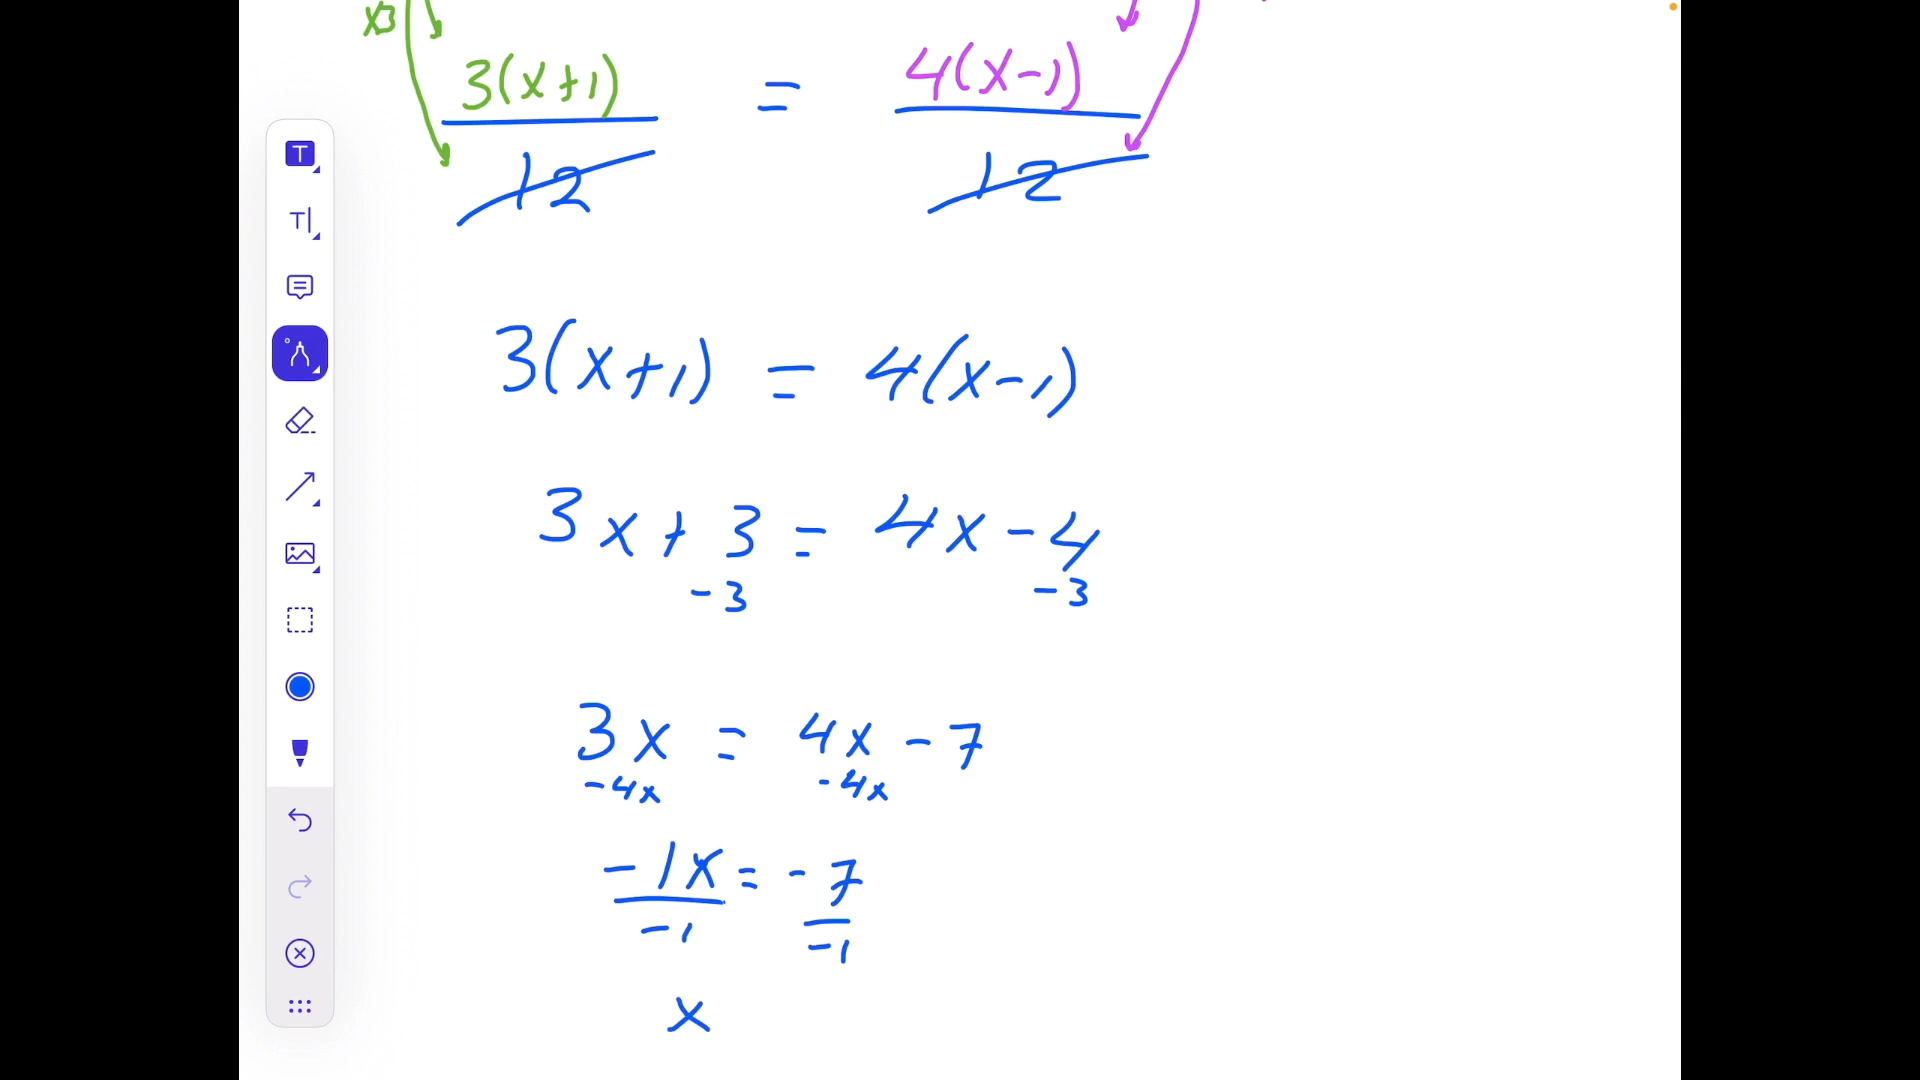 x3
3(x+1) = 4(x-1)
12 12
3(x+1) = 4(x-1)
3x + 3 = 4x - 4
-3 -3
3x = 4x - 7
-4x -4x
-1x = -7
-1 -1
x